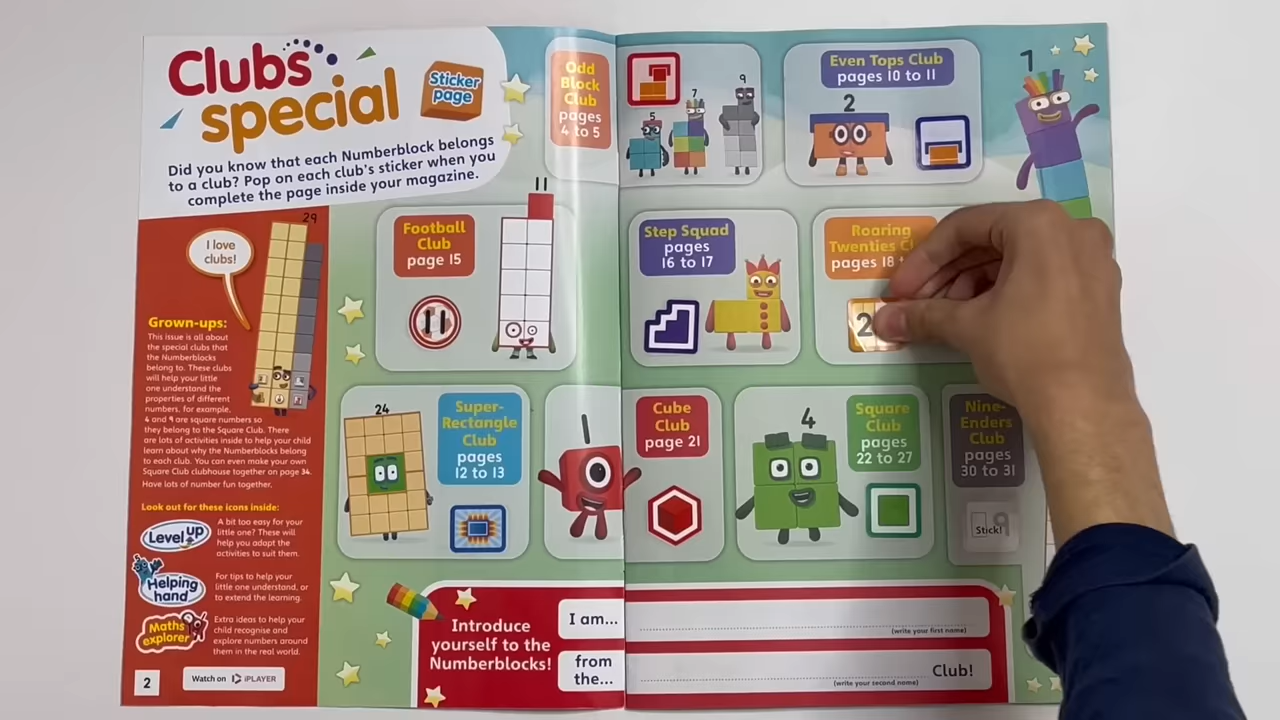 Clubs
special
Sticker
page
Did you know that each Numberblock belongs
to a club? Pop on each club's sticker when you
complete the page inside your magazine.
I love
clubs!
29
Grown-ups:
This issue is all about
the special clubs that
the Numberblocks
belong to. These clubs
will help your little
one understand the
properties of different
numbers, for example,
4 and 9 are square numbers so
they belong to the Square Club. There
are lots of activities inside to help your child
learn about why the Numberblocks belong
to each club. You can even make your own
Square Club clubhouse together on page 34.
Have lots of number fun together.
Look out for these icons inside:
Level up
A bit too easy for your
little one? These will
help you adapt the
activities to suit them.
Helping
hand
For tips to help your
little one understand, or
to extend the learning.
Maths
explorer
Extra ideas to help your
child recognise and
explore numbers around
them in the real world.
2
Watch on iPLAYER
Odd
Block
Club
pages
4 to 5
5
7
9
Even Tops Club
pages 10 to 11
2
7
Football
Club
page 15
11
11
Step Squad
pages
16 to 17
Roaring
Twenties
pages 18
2
24
Super-
Rectangle
Club
pages
12 to 13
1
Cube
Club
page 21
4
Square
Club
pages
22 to 27
Nine-
Enders
Club
pages
30 to 31
Stick!
9
Introduce
yourself to the
Numberblocks!
I am...
(write your first name)
from
the...
Club!
(write your second name)